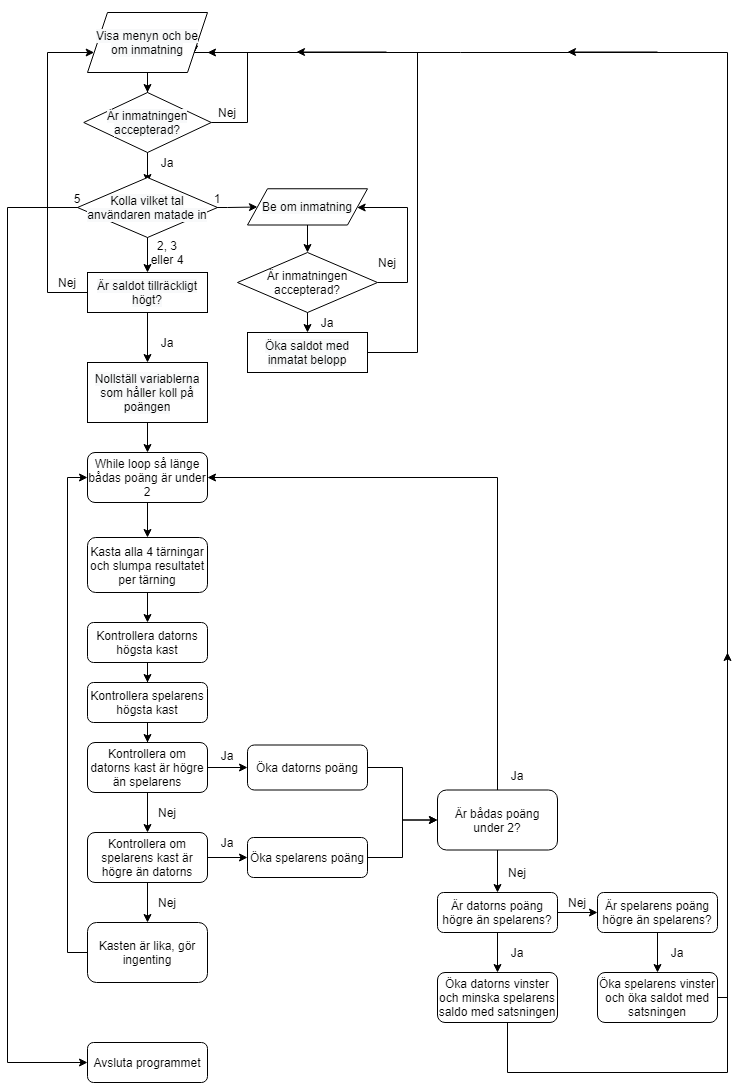 Visa menyn och be
om inmatning
Är inmatningen
accepterad?
Nej
Ja
5
Kolla vilket tal
användaren matade in
1
2, 3
eller 4
Be om inmatning
Är inmatningen
accepterad?
Nej
Ja
Öka saldot med
inmatat belopp
Nej
Är saldot tillräckligt
högt?
Ja
Nollställ variablerna
som håller koll på
poängen
While loop så länge
bådas poäng är under
2
Kasta alla 4 tärningar
och slumpa resultatet
per tärning
Kontrollera datorns
högsta kast
Kontrollera spelarens
högsta kast
Kontrollera om
datorns kast är högre
än spelarens
Ja
Öka datorns poäng
Nej
Kontrollera om
spelarens kast är
högre än datorns
Ja
Öka spelarens poäng
Nej
Kasten är lika, gör
ingenting
Ja
Är bådas poäng
under 2?
Nej
Är datorns poäng
högre än spelarens?
Nej
Är spelarens poäng
högre än spelarens?
Ja
Ja
Öka datorns vinster
och minska spelarens
saldo med satsningen
Öka spelarens vinster
och öka saldot med
satsningen
Avsluta programmet